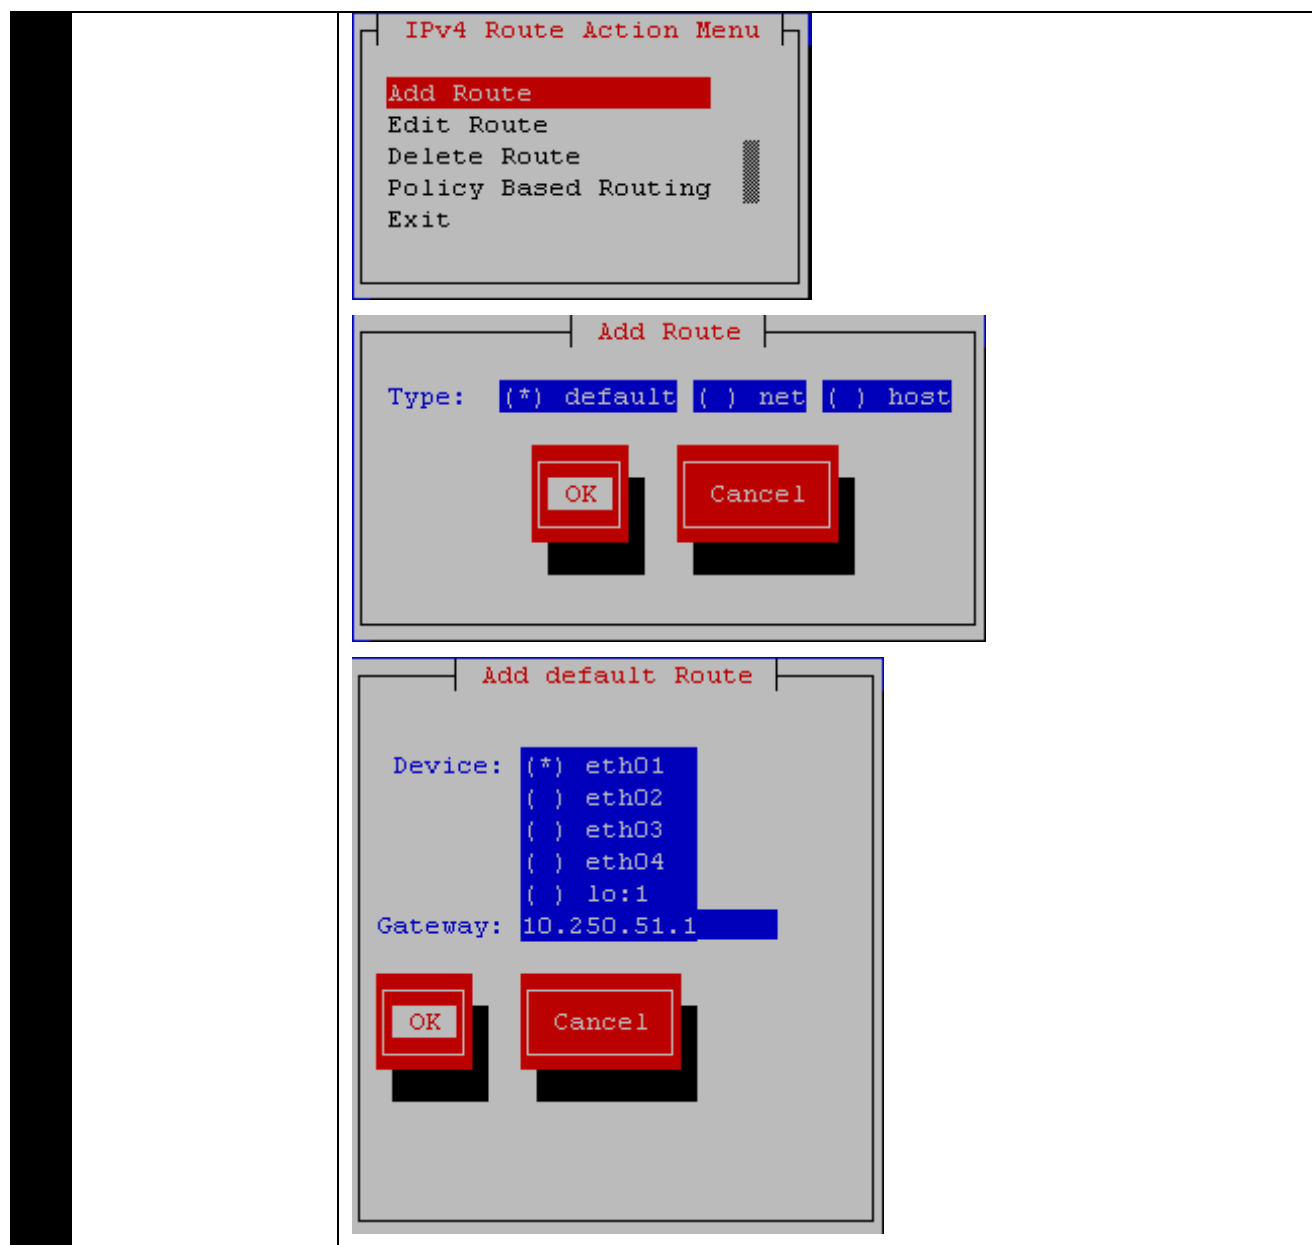 IPv4 Route Action Menu
Add Route
Edit Route
Delete Route
Policy Based Routing
Exit
Add Route
Type: (*) default ( ) net ( ) host
OK Cancel
Add default Route
Device: (*) eth01
( ) eth02
( ) eth03
( ) eth04
( ) lo:1
Gateway: 10.250.51.1
OK Cancel